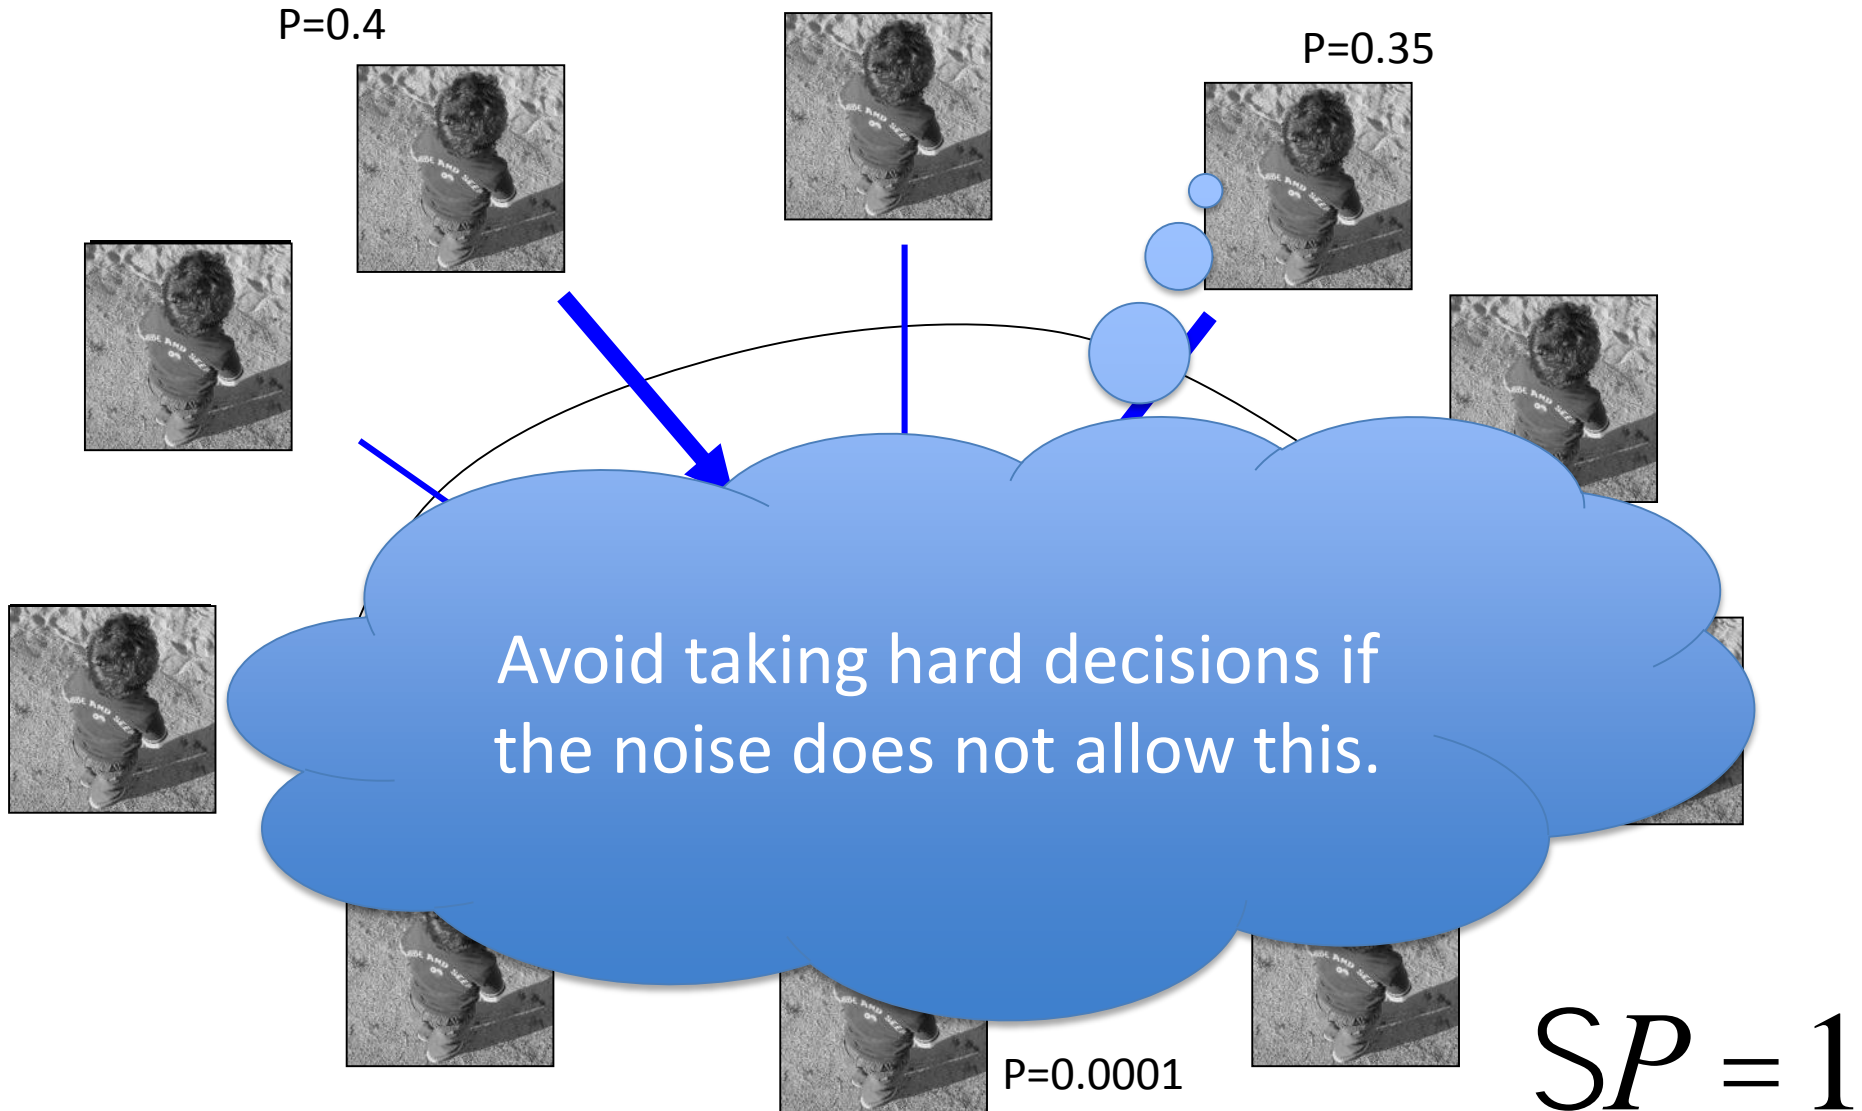 P=0.4
P=0.35
Avoid taking hard decisions if
the noise does not allow this.
P=0.0001
SP = 1